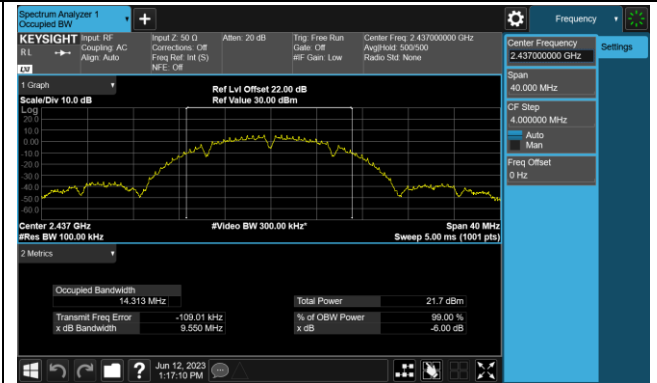 Spectrum Analyzer 1
Occupied BW
Frequency
KEYSIGHT
Input: RF
Input Z: 50 Ω
Atten: 20 dB
Trig: Free Run
Center Freq: 2.437000000 GHz
RL
Coupling: AC
Corrections: Off
Gate: Off
Avg|Hold: 500/500
Align: Auto
Freq Ref: Int (S)
#IF Gain: Low
Radio Std: None
NFE: Off
LXI
Center Frequency
2.437000000 GHz
Settings
Span
40.000 MHz
CF Step
4.000000 MHz
Auto
Man
Freq Offset
0 Hz
1 Graph
Scale/Div 10.0 dB
Ref Lvl Offset 22.00 dB
Ref Value 30.00 dBm
Log
20.0
10.0
0.00
-10.0
-20.0
-30.0
-40.0
-50.0
-60.0
Center 2.437 GHz
#Video BW 300.00 kHz*
Span 40 MHz
#Res BW 100.00 kHz
Sweep 5.00 ms (1001 pts)
2 Metrics
Occupied Bandwidth
14.313 MHz
Total Power
21.7 dBm
Transmit Freq Error
-109.01 kHz
% of OBW Power
99.00 %
x dB Bandwidth
9.550 MHz
x dB
-6.00 dB
Jun 12, 2023
1:17:10 PM